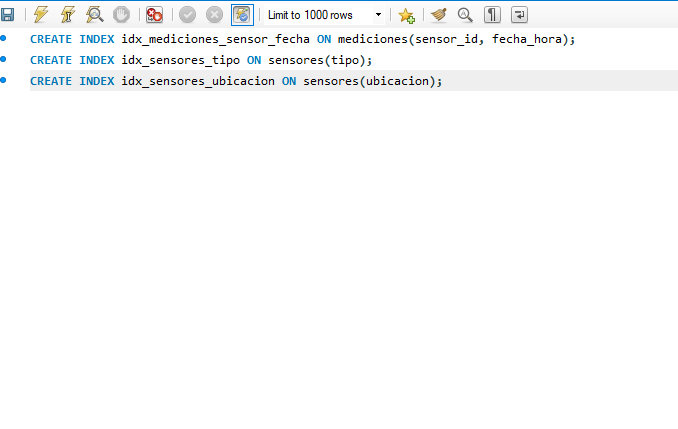 Limit to 1000 rows
CREATE INDEX idx_mediciones_sensor_fecha ON mediciones(sensor_id, fecha_hora);
CREATE INDEX idx_sensores_tipo ON sensores(tipo);
CREATE INDEX idx_sensores_ubicacion ON sensores(ubicacion);